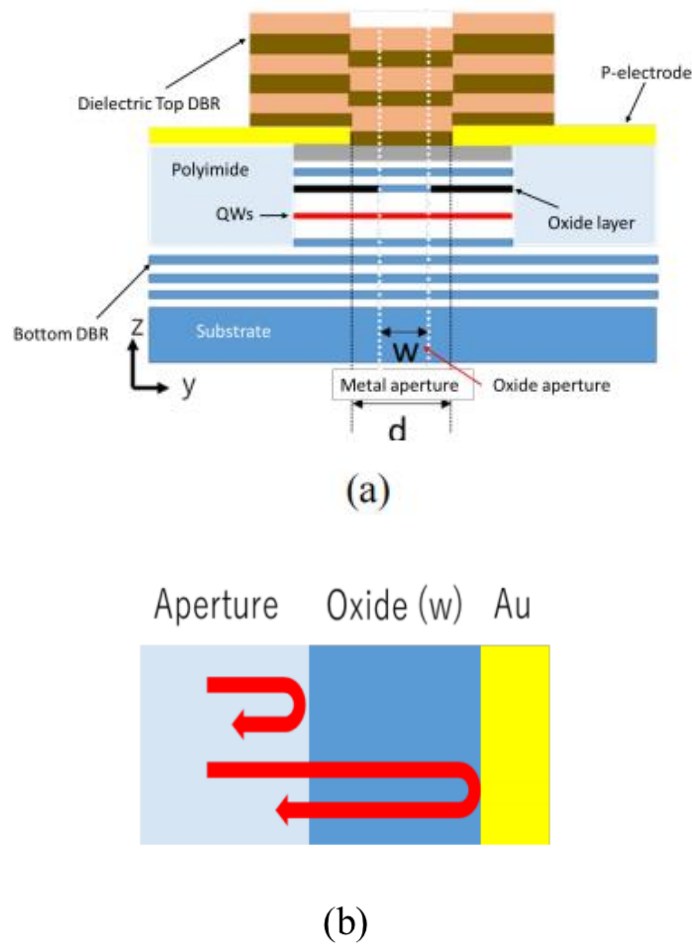 Dielectric Top DBR
P-electrode
Polyimide
QWs
Oxide layer
Bottom DBR
Substrate
z
y
w
Metal aperture
Oxide aperture
d
(a)
Aperture
Oxide (w)
Au
(b)